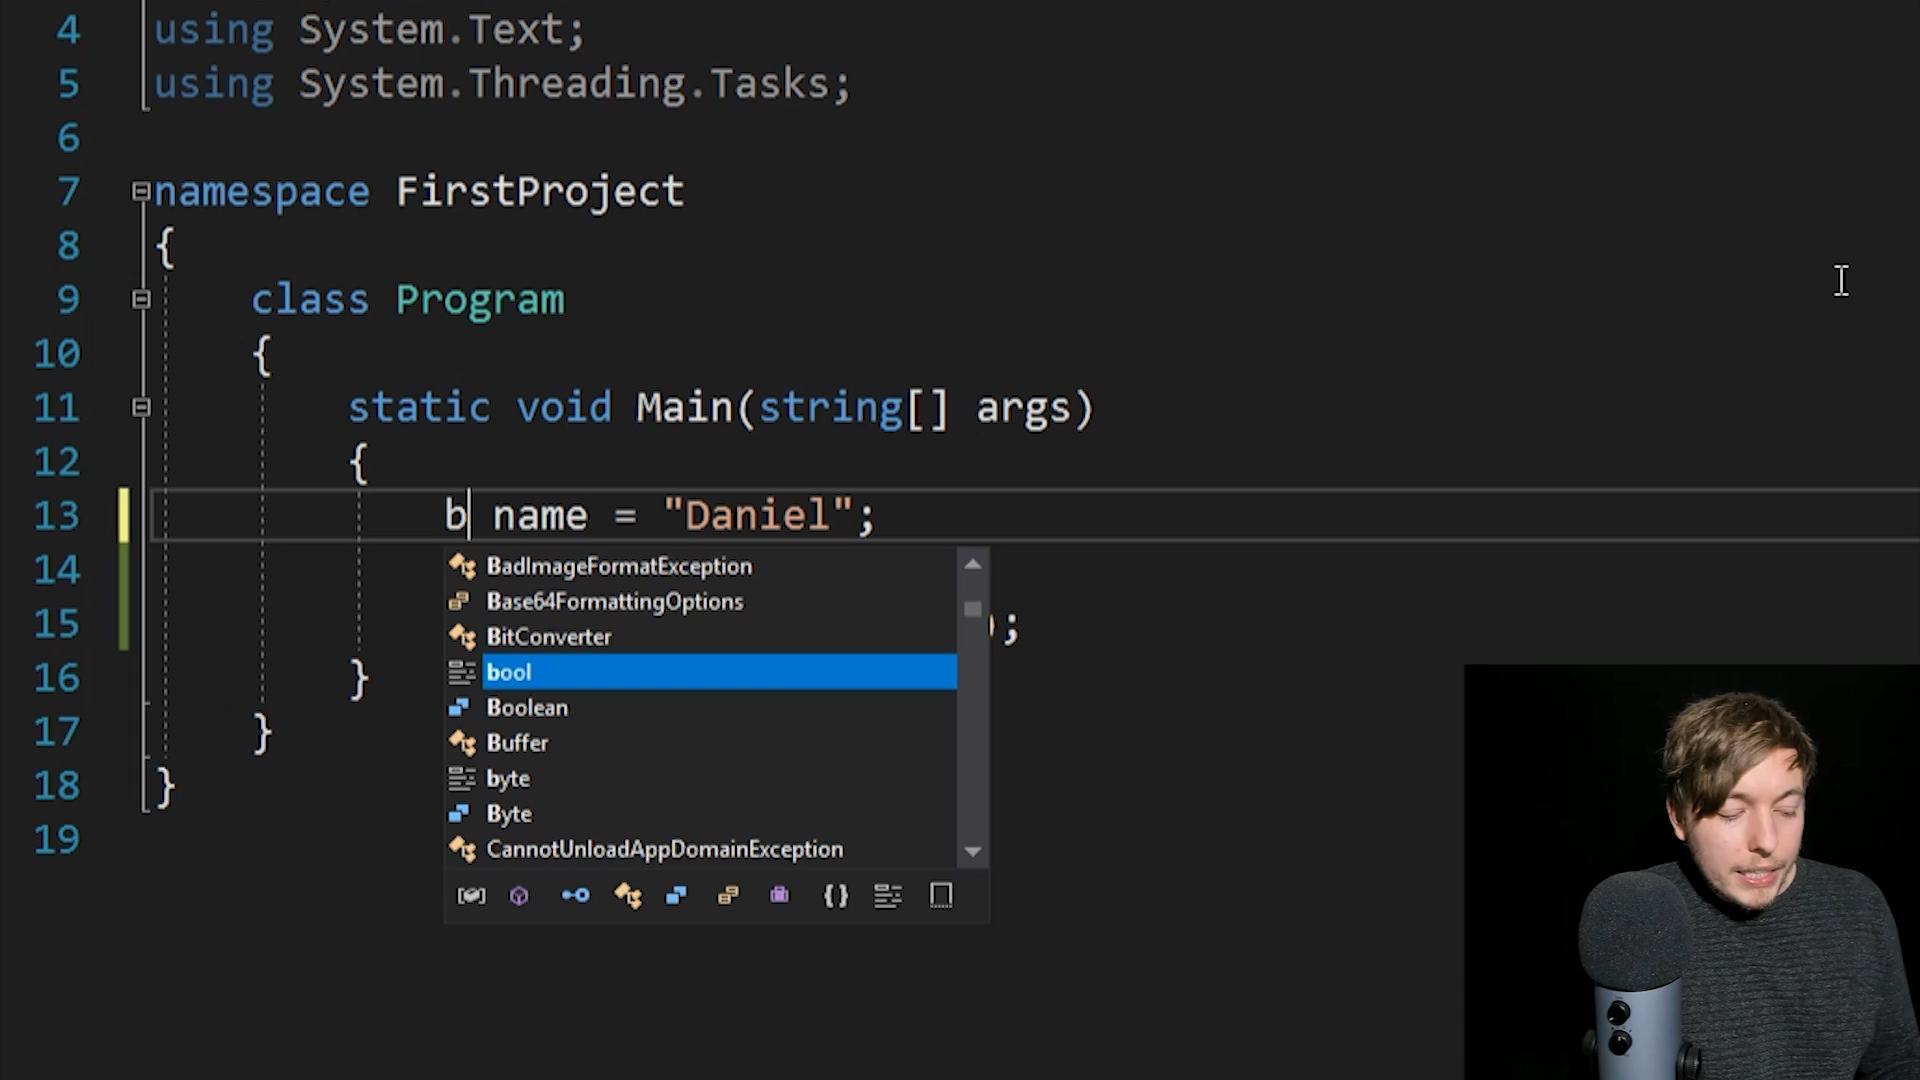 4 using System.Text;
5 using System.Threading.Tasks;
6
7 namespace FirstProject
8 {
9 class Program
10 {
11 static void Main(string[] args)
12 {
13 b name = "Daniel";
BadImageFormatException
14
Base64FormattingOptions
15 );
BitConverter
bool
16 }
Boolean
17 }
Buffer
byte
18 }
Byte
19
CannotUnloadAppDomainException